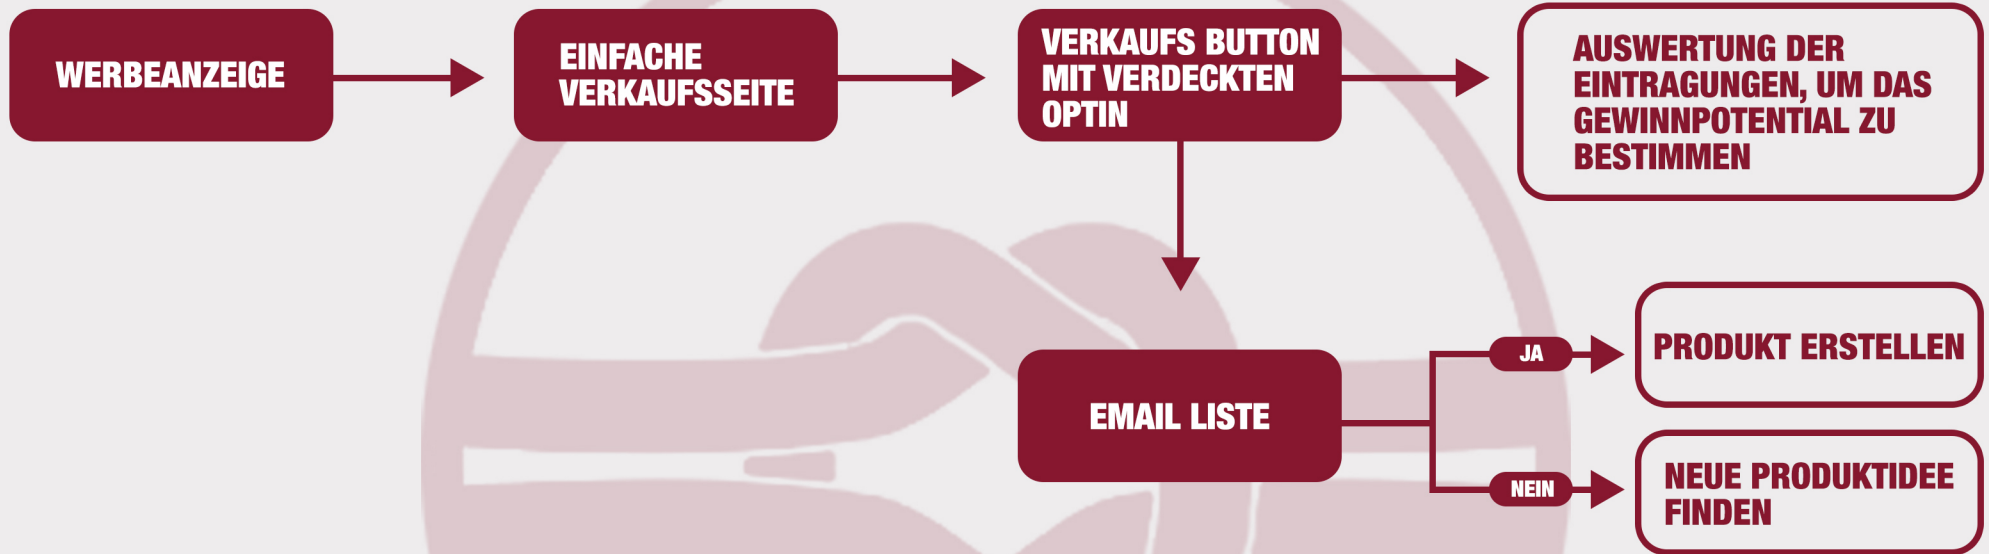 WERBEANZEIGE
EINFACHE
VERKAUFSSEITE
VERKAUFS BUTTON
MIT VERDECKTEN
OPTIN
AUSWERTUNG DER
EINTRAGUNGEN, UM DAS
GEWINNPOTENTIAL ZU
BESTIMMEN
EMAIL LISTE
JA
PRODUKT ERSTELLEN
NEIN
NEUE PRODUKTIDEE
FINDEN